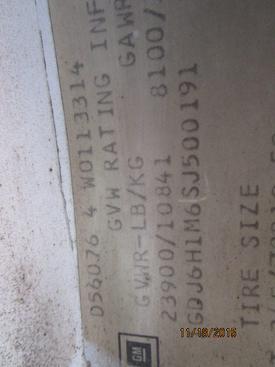 D56076 4 W0113314
GVW RATING INF
GVWR-LB/KG GAWR
23900/10841 8100/
GDJ6H1M6SJ500191
TIRE SIZE
GM
11/18/2015